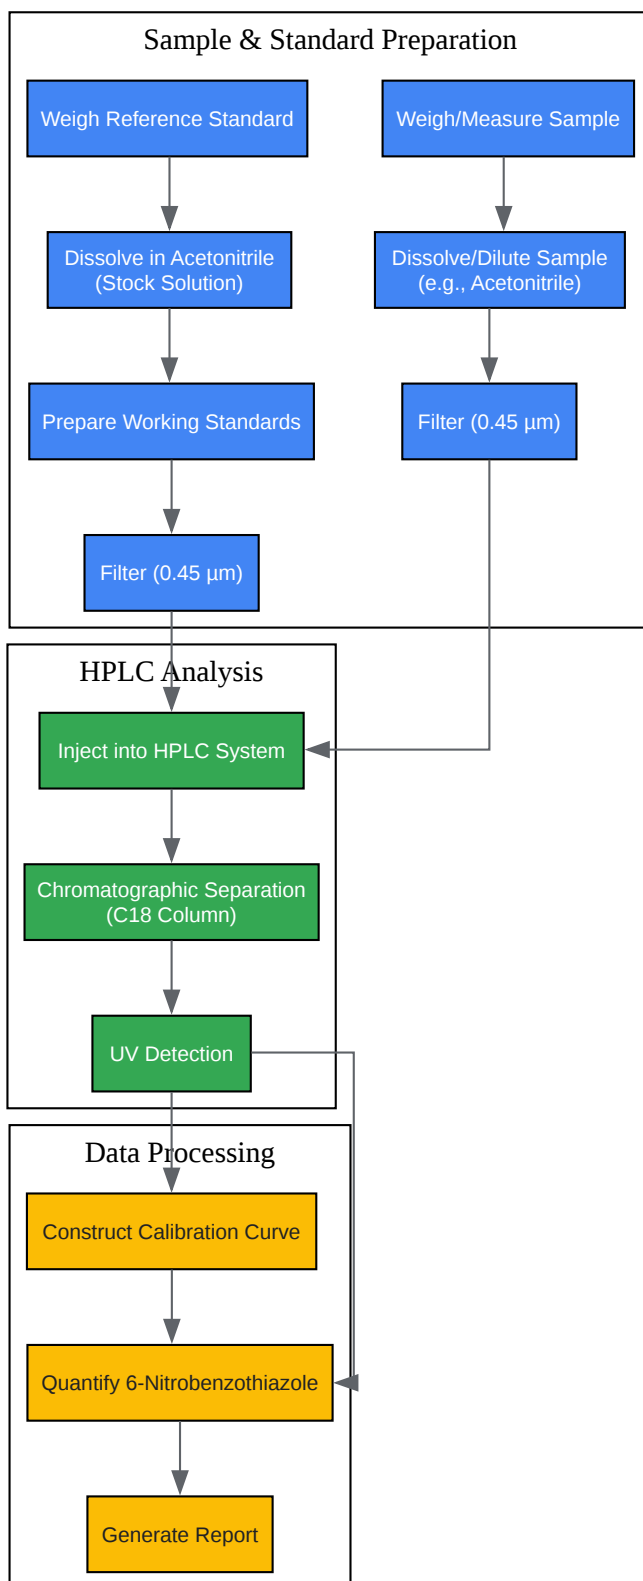 Sample & Standard Preparation
Weigh Reference Standard
Weigh/Measure Sample
Dissolve in Acetonitrile
(Stock Solution)
Dissolve/Dilute Sample
(e.g., Acetonitrile)
Prepare Working Standards
Filter (0.45 µm)
Filter (0.45 µm)
HPLC Analysis
Inject into HPLC System
Chromatographic Separation
(C18 Column)
UV Detection
Data Processing
Construct Calibration Curve
Quantify 6-Nitrobenzothiazole
Generate Report